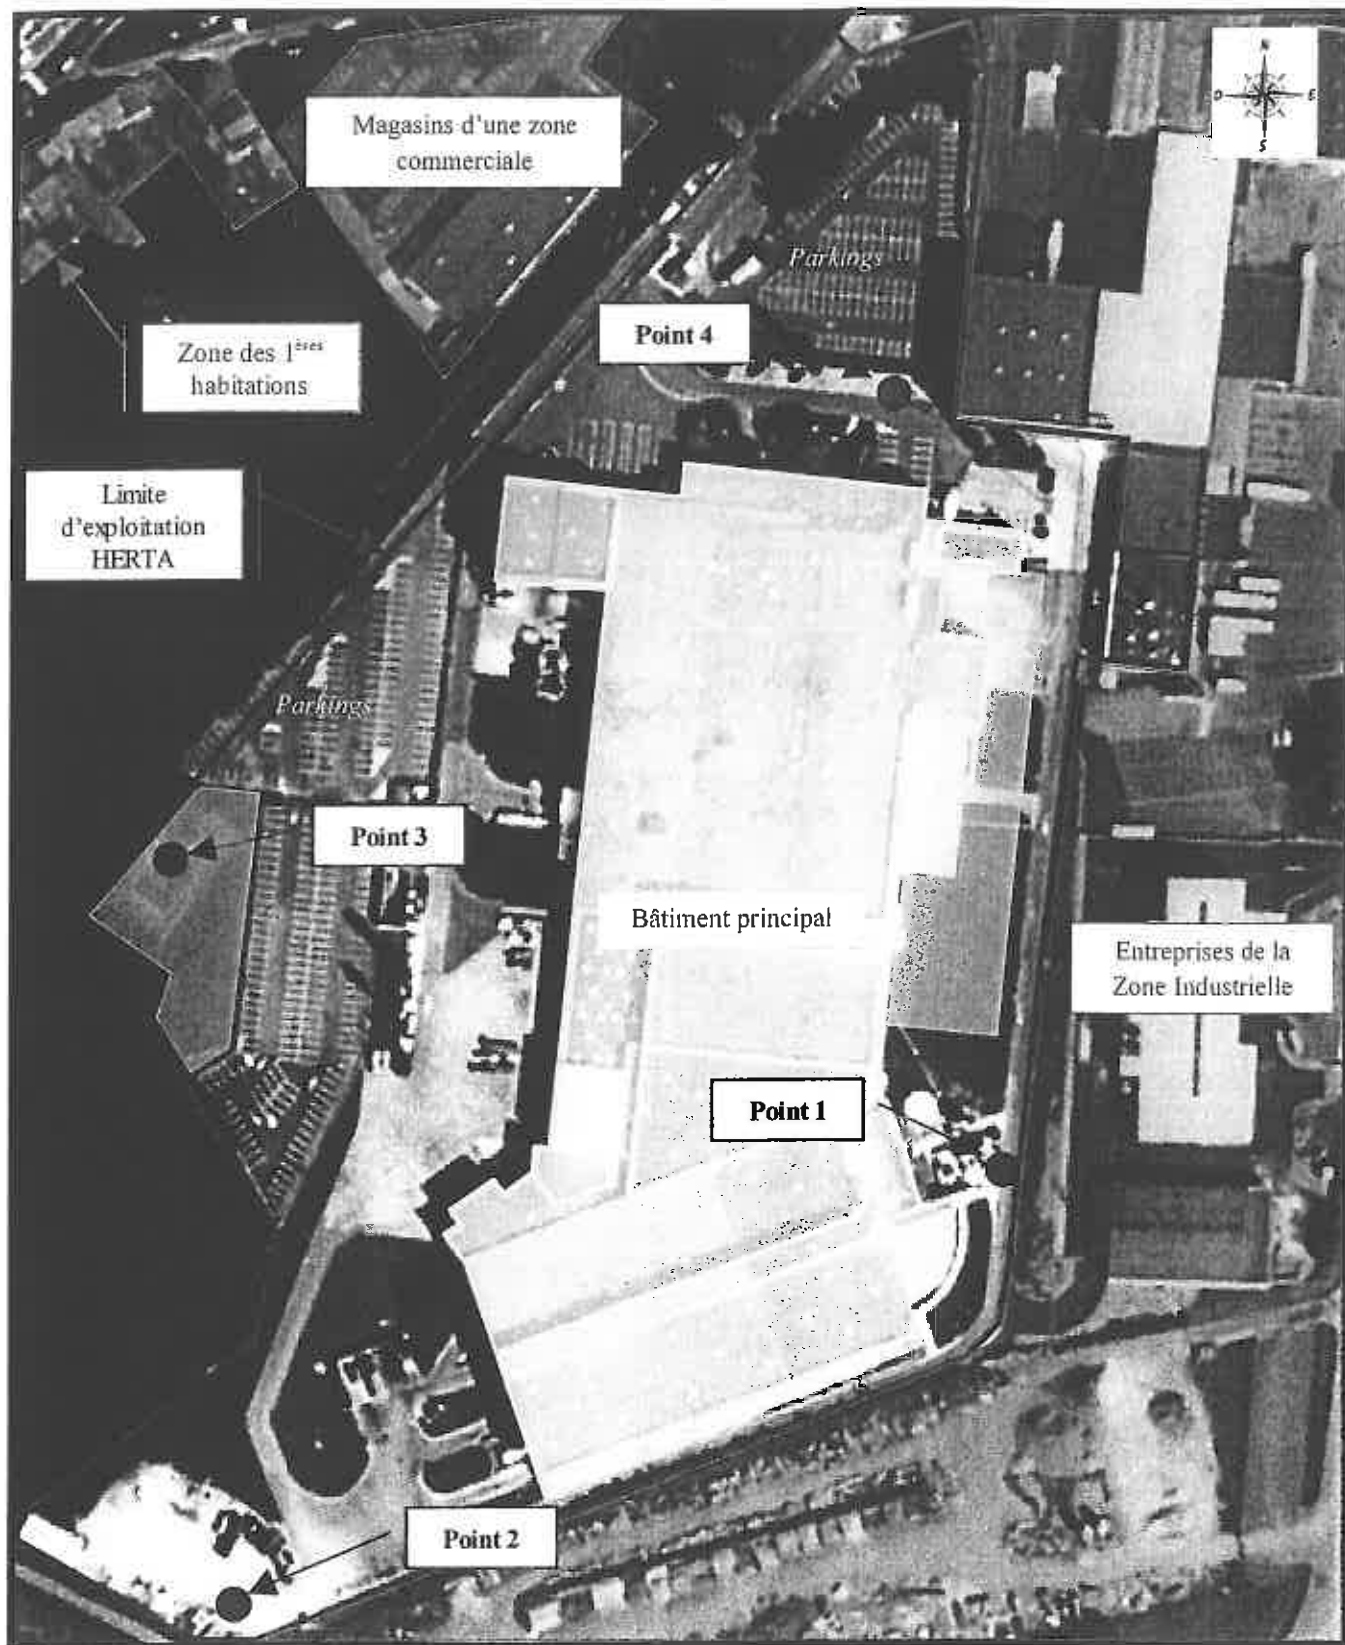 N
O E
S
Magasins d'une zone
commerciale
Parkings
Point 4
Zone des 1ères
habitations
Limite
d'exploitation
HERTA
Parkings
Point 3
Bâtiment principal
Entreprises de la
Zone Industrielle
Point 1
Point 2